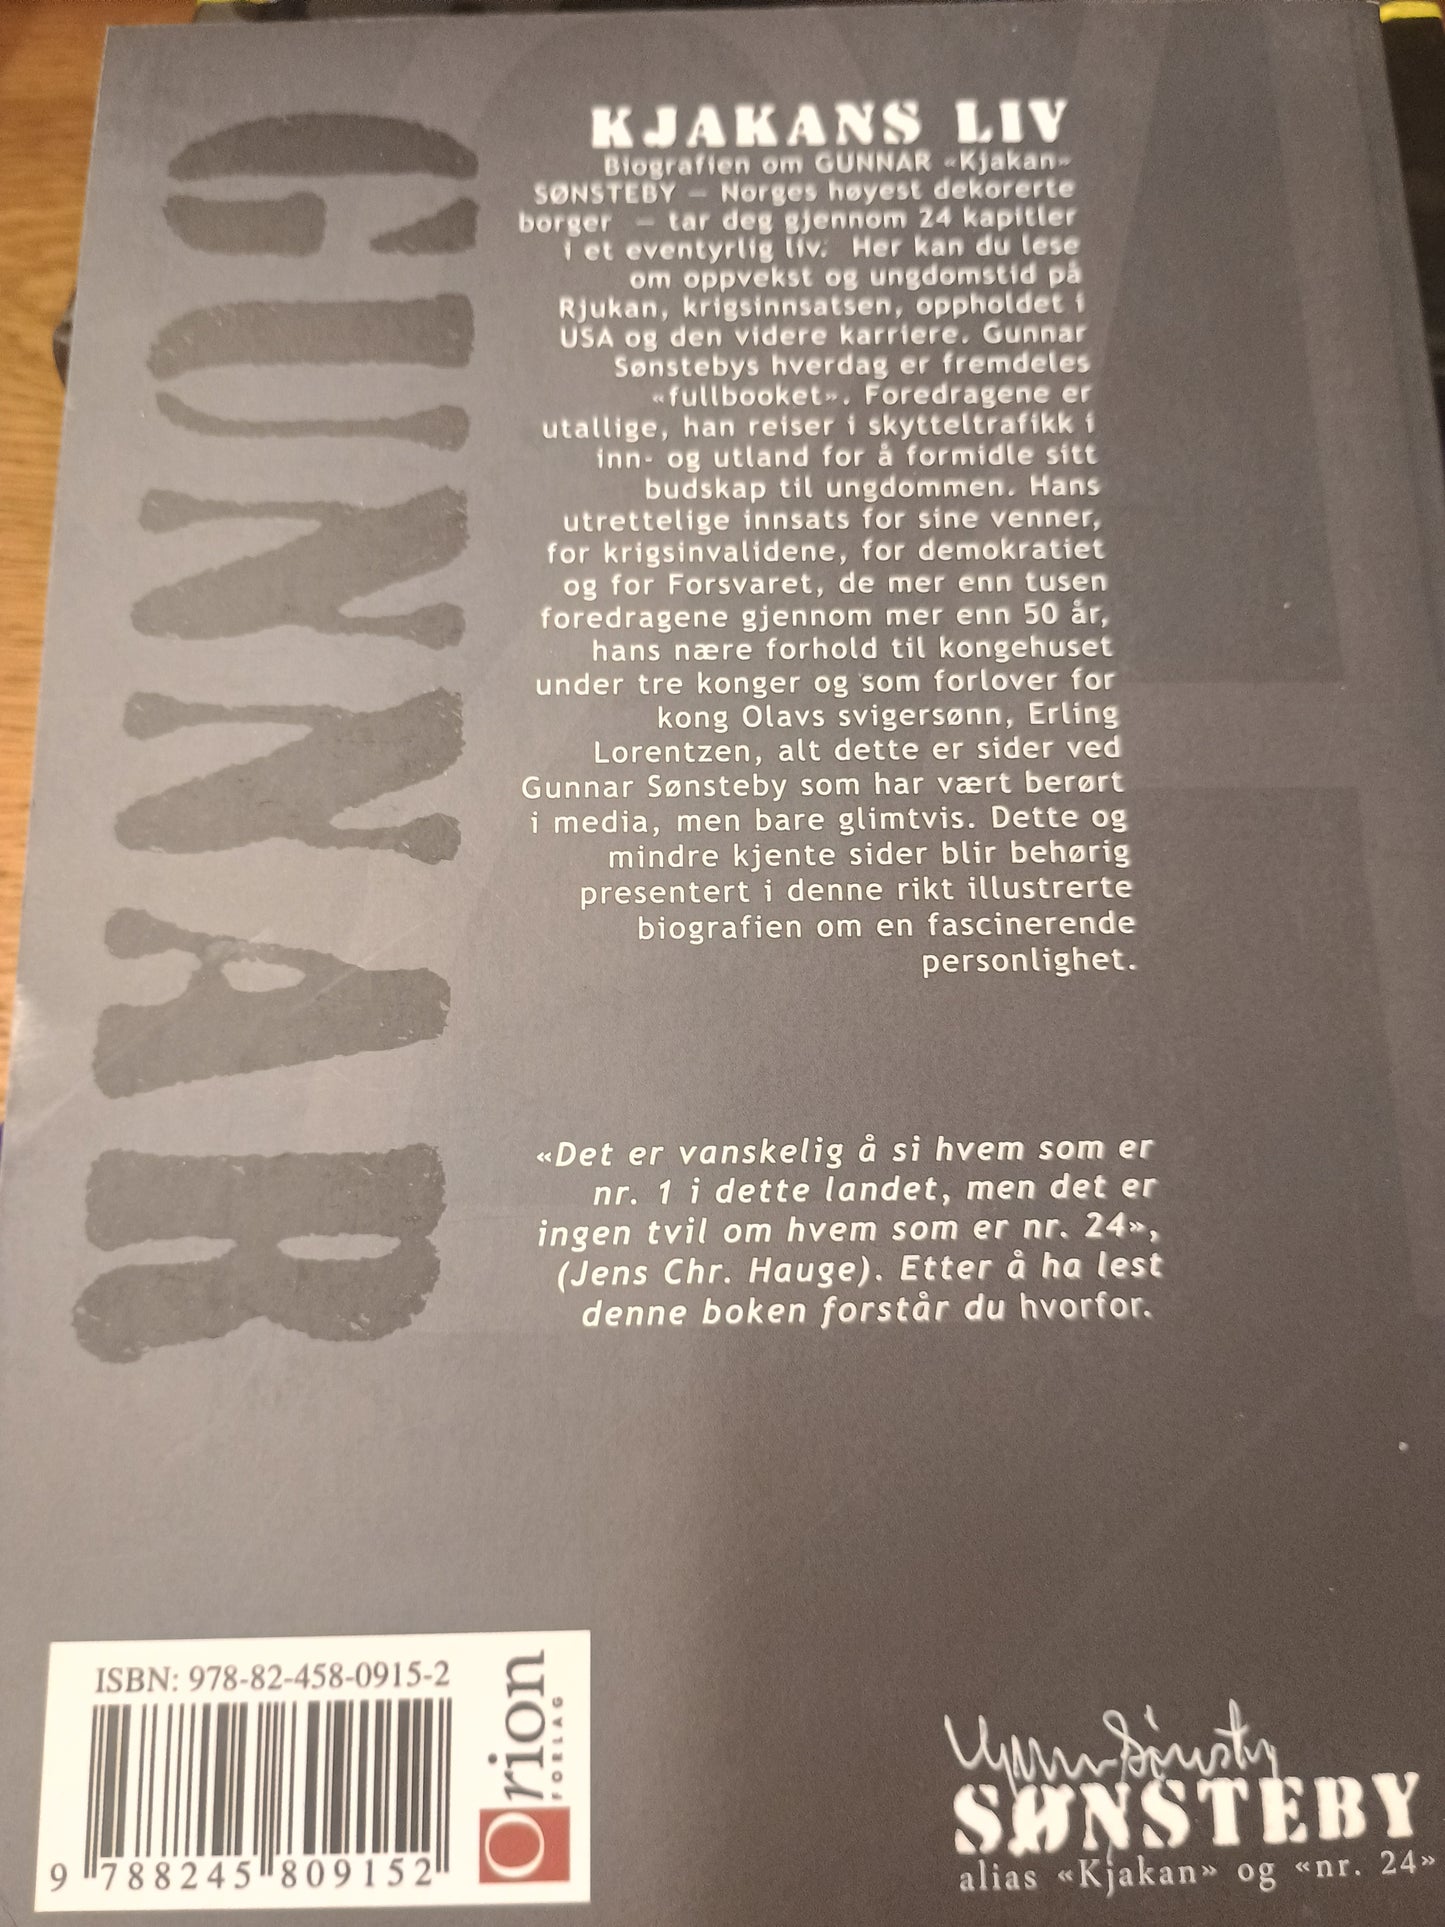 GUNNAR
KJAKANS LIV
Biografien om GUNNAR «Kjakan»
SØNSTEBY – Norges høyest dekorerte
borger – tar deg gjennom 24 kapitler
i et eventyrlig liv. Her kan du lese
om oppvekst og ungdomstid på
Rjukan, krigsinnsatsen, oppholdet i
USA og den videre karriere. Gunnar
Sønstebys hverdag er fremdeles
«fullbooket». Foredragene er
utallige, han reiser i skytteltrafikk i
inn- og utland for å formidle sitt
budskap til ungdommen. Hans
utrettelige innsats for sine venner,
for krigsinvalidene, for demokratiet
og for Forsvaret, de mer enn tusen
foredragene gjennom mer enn 50 år,
hans nære forhold til kongehuset
under tre konger og som forlover for
kong Olavs svigersønn, Erling
Lorentzen, alt dette er sider ved
Gunnar Sønsteby som har vært berørt
i media, men bare glimtvis. Dette og
mindre kjente sider blir behørig
presentert i denne rikt illustrerte
biografien om en fascinerende
personlighet.
«Det er vanskelig å si hvem som er
nr. 1 i dette landet, men det er
ingen tvil om hvem som er nr. 24»,
(Jens Chr. Hauge). Etter å ha lest
denne boken forstår du hvorfor.
ISBN: 978-82-458-0915-2
9 788245 809152
Orion
FORLAG
Gunnar Sønsteby
SØNSTEBY
alias «Kjakan» og «nr. 24»